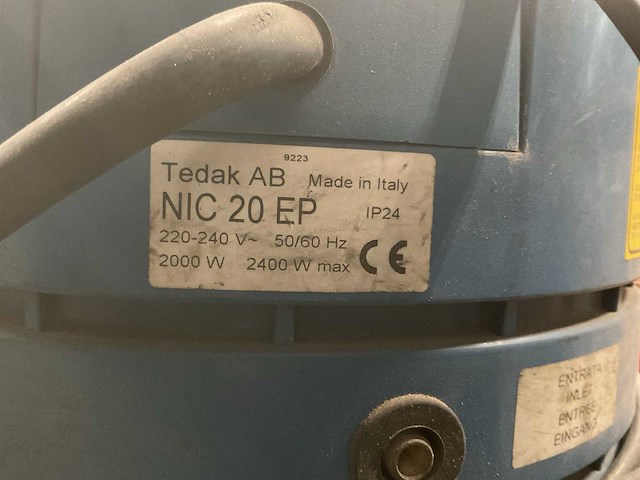 9223
Tedak AB Made in Italy
NIC 20 EP IP24
220-240 V~ 50/60 Hz
2000 W 2400 W max CE
ENTRATA
INLET
ENTREE
EINGANG